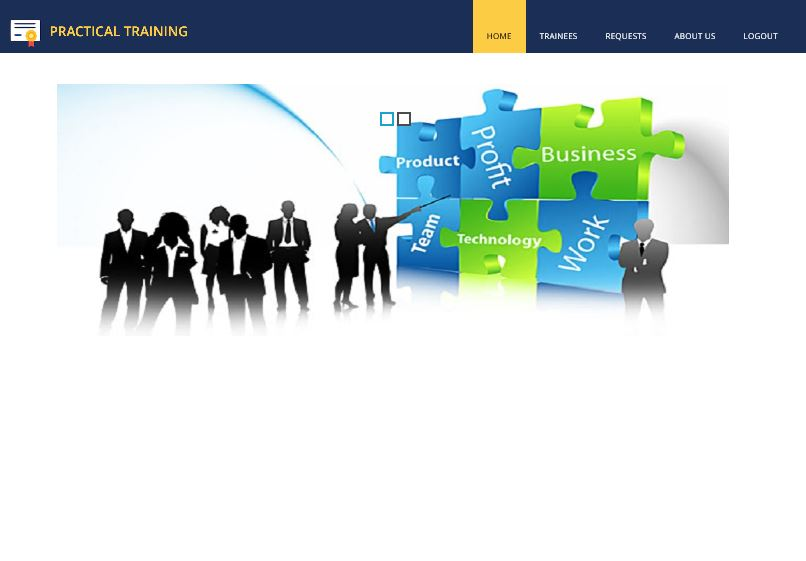 PRACTICAL TRAINING
HOME
TRAINEES
REQUESTS
ABOUT US
LOGOUT
Product
Profit
Business
Team
Technology
Work